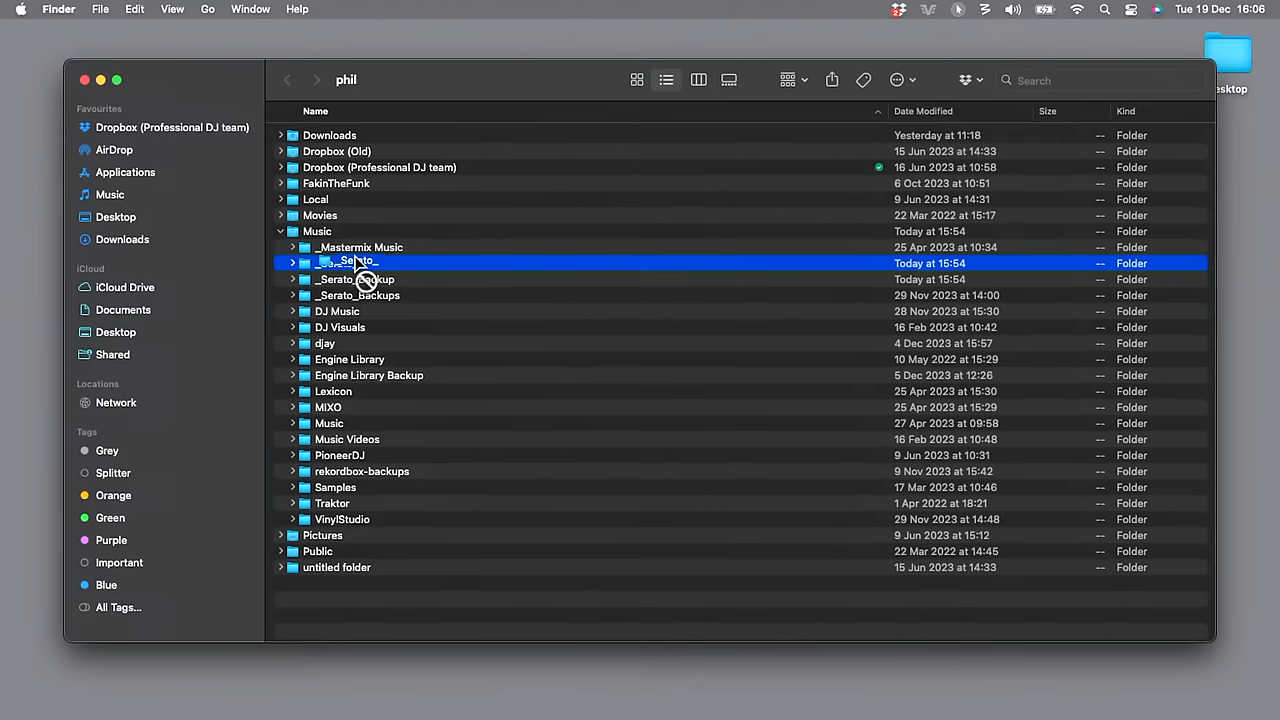 Finder File Edit View Go Window Help
2
Tue 19 Dec 16:06
phil
Search
esktop
Favourites
Dropbox (Professional DJ team)
AirDrop
Applications
Music
Desktop
Downloads
iCloud
iCloud Drive
Documents
Desktop
Shared
Locations
Network
Tags
Grey
Splitter
Orange
Green
Purple
Important
Blue
All Tags...
Name Date Modified Size Kind
Downloads Yesterday at 11:18 -- Folder
Dropbox (Old) 15 Jun 2023 at 14:33 -- Folder
Dropbox (Professional DJ team) 16 Jun 2023 at 10:58 -- Folder
FakinTheFunk 6 Oct 2023 at 10:51 -- Folder
Local 9 Jun 2023 at 14:31 -- Folder
Movies 22 Mar 2022 at 15:17 -- Folder
Music Today at 15:54 -- Folder
_Mastermix Music 25 Apr 2023 at 10:34 -- Folder
_Serato_ Today at 15:54 -- Folder
_Serato_Backup Today at 15:54 -- Folder
_Serato_Backups 29 Nov 2023 at 14:00 -- Folder
DJ Music 28 Nov 2023 at 15:30 -- Folder
DJ Visuals 16 Feb 2023 at 10:42 -- Folder
djay 4 Dec 2023 at 15:57 -- Folder
Engine Library 10 May 2022 at 15:29 -- Folder
Engine Library Backup 5 Dec 2023 at 12:26 -- Folder
Lexicon 25 Apr 2023 at 15:30 -- Folder
MIXO 25 Apr 2023 at 15:29 -- Folder
Music 27 Apr 2023 at 09:58 -- Folder
Music Videos 16 Feb 2023 at 10:48 -- Folder
PioneerDJ 9 Jun 2023 at 10:31 -- Folder
rekordbox-backups 9 Nov 2023 at 15:42 -- Folder
Samples 17 Mar 2023 at 10:46 -- Folder
Traktor 1 Apr 2022 at 18:21 -- Folder
VinylStudio 29 Nov 2023 at 14:48 -- Folder
Pictures 9 Jun 2023 at 15:12 -- Folder
Public 22 Mar 2022 at 14:45 -- Folder
untitled folder 15 Jun 2023 at 14:33 -- Folder